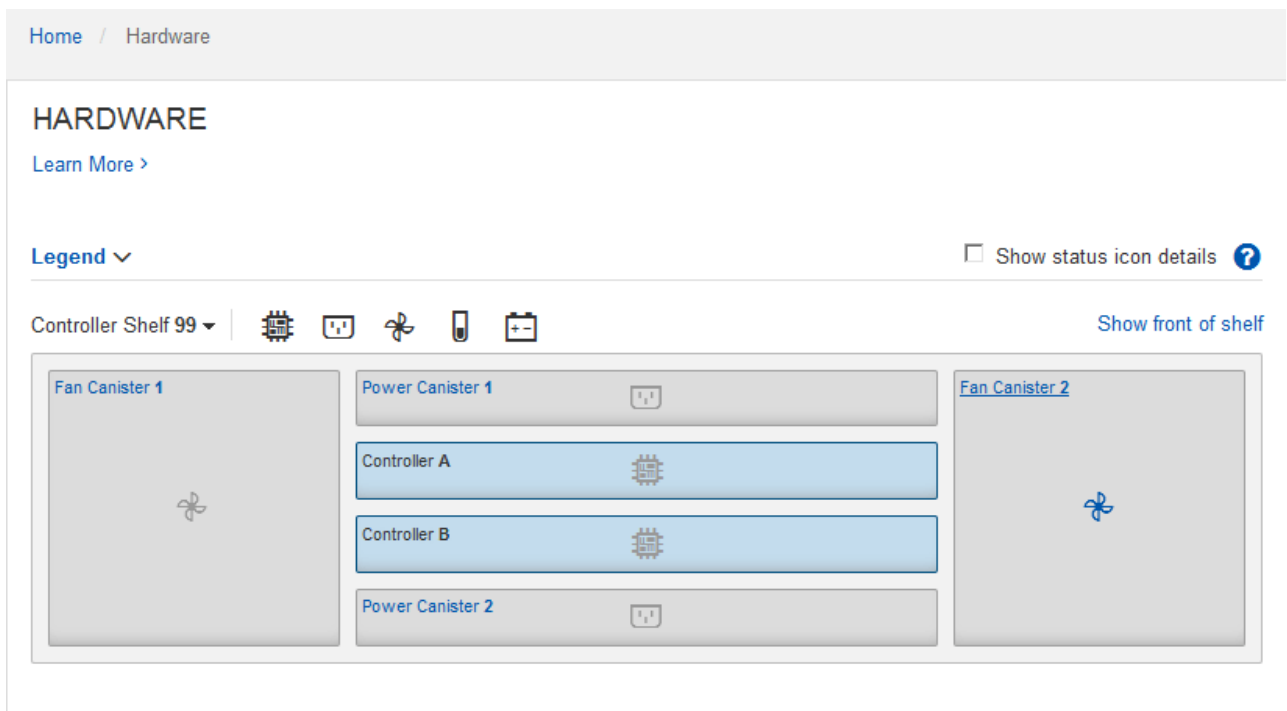 Home / Hardware
HARDWARE
Learn More >
Legend
Show status icon details ?
Controller Shelf 99
Show front of shelf
Fan Canister 1
Power Canister 1
Fan Canister 2
Controller A
Controller B
Power Canister 2